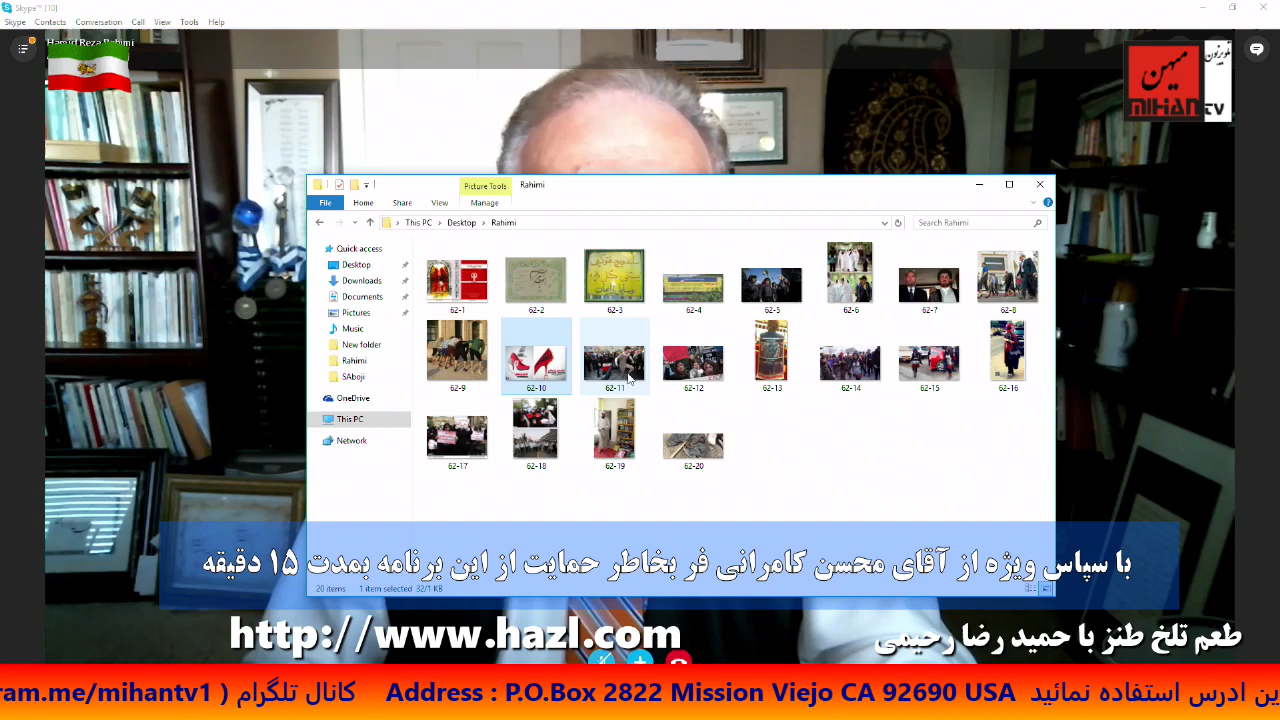 Skype™ [10]
Skype Contacts Conversation Call View Tools Help
Hamid Reza Rahimi
میهن
تلویزیون
MIHAN TV
Picture Tools Rahimi
File Home Share View Manage
This PC Desktop Rahimi
Search Rahimi
Quick access
Desktop
Downloads
Documents
Pictures
Music
New folder
Rahimi
SAboji
OneDrive
This PC
Network
62-1 62-2 62-3 62-4 62-5 62-6 62-7 62-8
62-9 62-10 62-11 62-12 62-13 62-14 62-15 62-16
62-17 62-18 62-19 62-20
با سپاس ویژه از آقای محسن کامرانی فر بخاطر حمایت از این برنامه بمدت ۱۵ دقیقه
20 items 1 item selected 32/1 KB
http://www.hazl.com
طعم تلخ طنز با حمید رضا رحیمی
ین ادرس استفاده نمائید Address : P.O.Box 2822 Mission Viejo CA 92690 USA کانال تلگرام ( ram.me/mihantv1